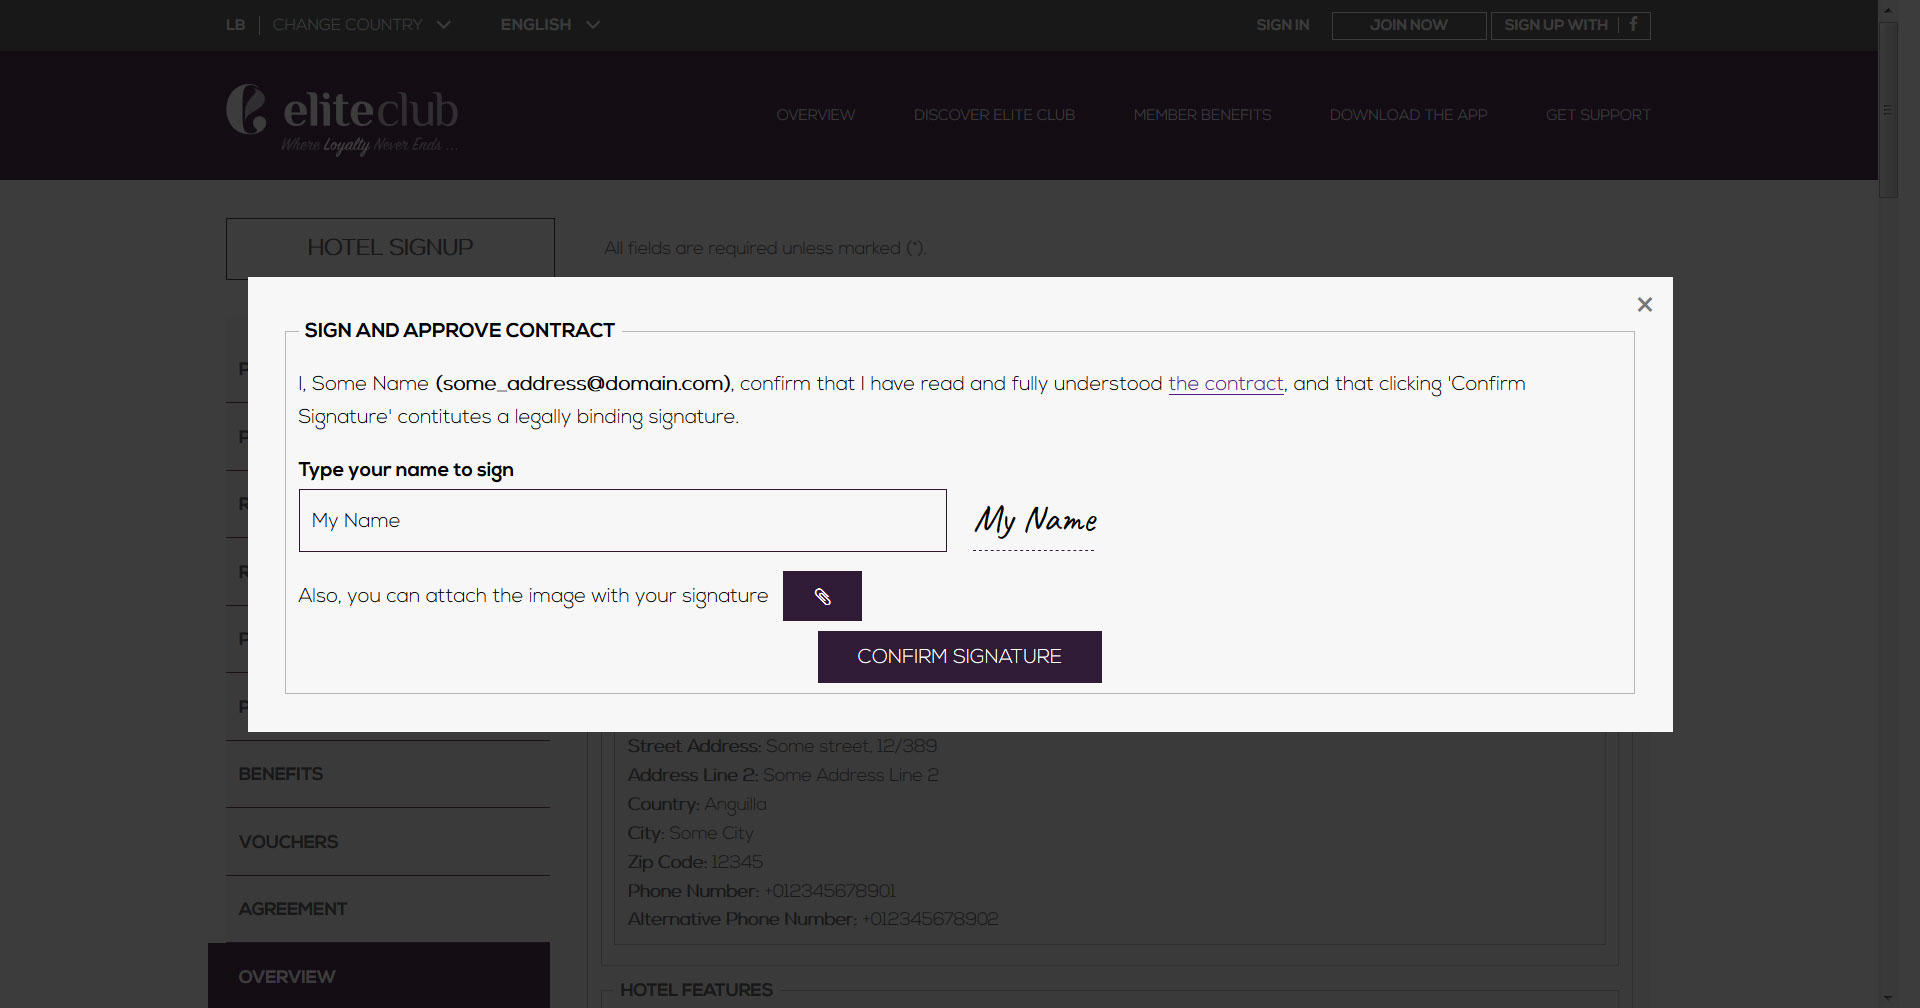 LB CHANGE COUNTRY ENGLISH SIGN IN JOIN NOW SIGN UP WITH f
eliteclub
Where Loyalty Never Ends ...
OVERVIEW DISCOVER ELITE CLUB MEMBER BENEFITS DOWNLOAD THE APP GET SUPPORT
HOTEL SIGNUP
All fields are required unless marked (*).
SIGN AND APPROVE CONTRACT
I, Some Name (some_address@domain.com), confirm that I have read and fully understood the contract, and that clicking 'Confirm
Signature' contitutes a legally binding signature.
Type your name to sign
My Name
My Name
Also, you can attach the image with your signature
CONFIRM SIGNATURE
BENEFITS
VOUCHERS
AGREEMENT
OVERVIEW
Street Address: Some street, 12/389
Address Line 2: Some Address Line 2
Country: Anguilla
City: Some City
Zip Code: 12345
Phone Number: +012345678901
Alternative Phone Number: +012345678902
HOTEL FEATURES